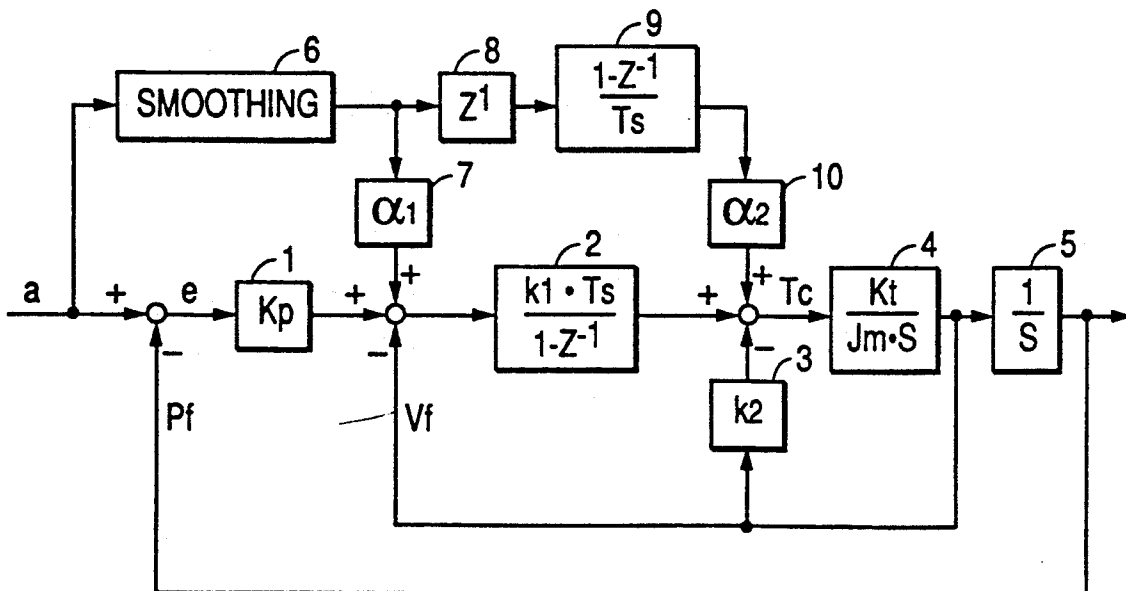 6
SMOOTHING
8
Z¹
9
1-Z⁻¹
Ts
7
α1
10
α2
a
+
−
e
1
Kp
+
+
−
2
k1・Ts
1-Z⁻¹
+
+
−
Tc
4
Kt
Jm・S
5
1
S
3
k2
Pf
Vf